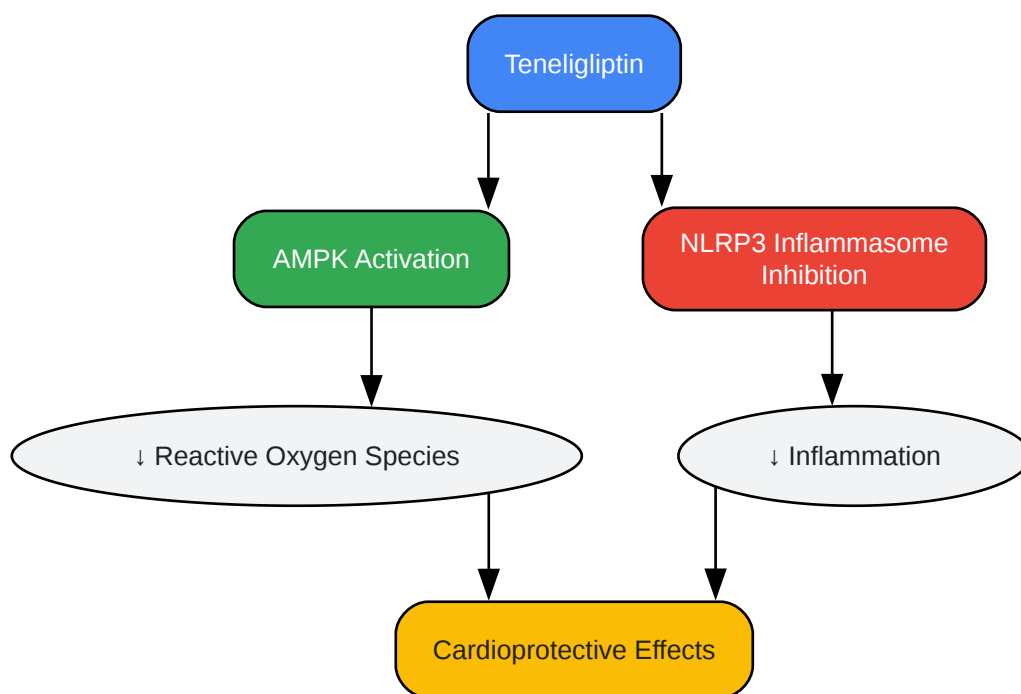 Teneligliptin
AMPK Activation
NLRP3 Inflammasome
Inhibition
↓ Reactive Oxygen Species
↓ Inflammation
Cardioprotective Effects